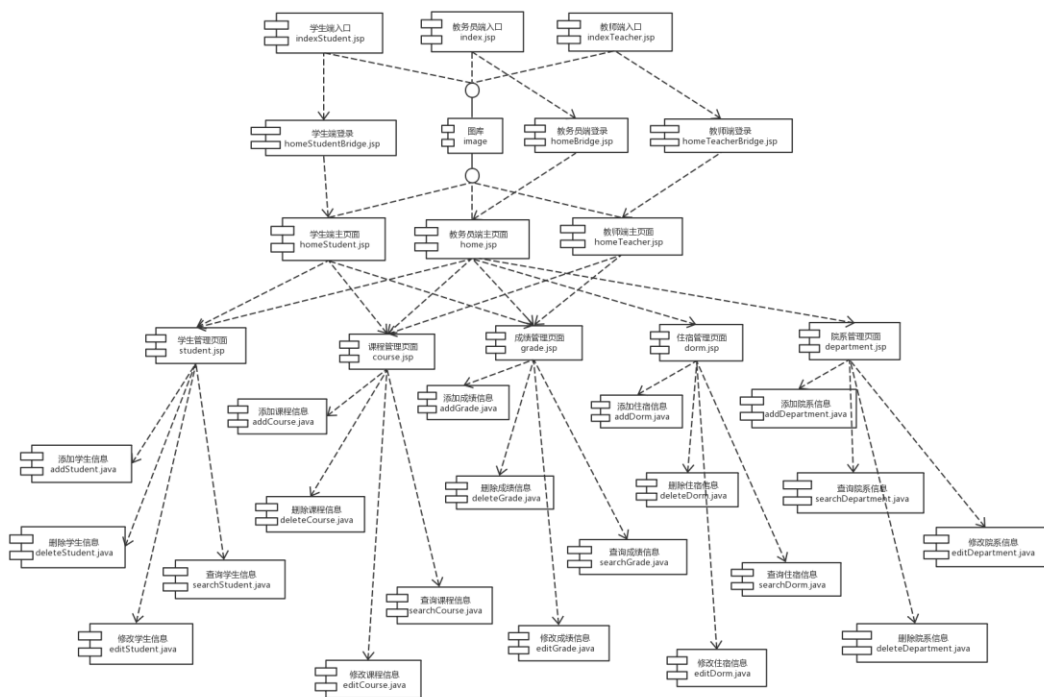 学生端入口
indexStudent.jsp
教务员端入口
index.jsp
教师端入口
indexTeacher.jsp
学生端登录
homeStudentBridge.jsp
图库
image
教务员端登录
homeBridge.jsp
教师端登录
homeTeacherBridge.jsp
学生端主页面
homeStudent.jsp
教务员端主页面
home.jsp
教师端主页面
homeTeacher.jsp
学生管理页面
student.jsp
课程管理页面
course.jsp
成绩管理页面
grade.jsp
住宿管理页面
dorm.jsp
院系管理页面
department.jsp
添加课程信息
addCourse.java
添加成绩信息
addGrade.java
添加住宿信息
addDorm.java
添加院系信息
addDepartment.java
添加学生信息
addStudent.java
删除课程信息
deleteCourse.java
删除成绩信息
deleteGrade.java
删除住宿信息
deleteDorm.java
查询院系信息
searchDepartment.java
删除学生信息
deleteStudent.java
查询学生信息
searchStudent.java
查询成绩信息
searchGrade.java
查询住宿信息
searchDorm.java
修改院系信息
editDepartment.java
查询课程信息
searchCourse.java
修改学生信息
editStudent.java
修改课程信息
editCourse.java
修改成绩信息
editGrade.java
修改住宿信息
editDorm.java
删除院系信息
deleteDepartment.java